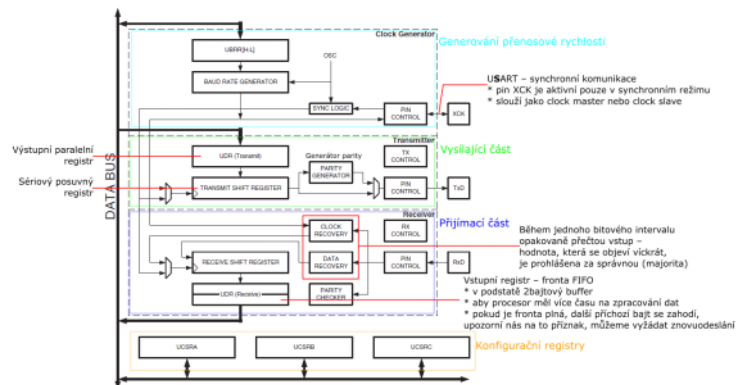 Clock Generator
Generování přenosové rychlosti
UBRR[H:L]
OSC
BAUD RATE GENERATOR
SYNC LOGIC
PIN
CONTROL
XCK
USART – synchronní komunikace
* pin XCK je aktivní pouze v synchronním režimu
* slouží jako clock master nebo clock slave
DATA BUS
Transmitter
Vysílající část
Výstupní paralelní
registr
UDR (Transmit)
Generátor parity
PARITY
GENERATOR
TX
CONTROL
Sériový posuvný
registr
TRANSMIT SHIFT REGISTER
PIN
CONTROL
TxD
Receiver
Přijímací část
CLOCK
RECOVERY
RX
CONTROL
RECEIVE SHIFT REGISTER
DATA
RECOVERY
PIN
CONTROL
RxD
Během jednoho bitového intervalu
opakovaně přečtou vstup –
hodnota, která se objeví víckrát,
je prohlášena za správnou (majorita)
UDR (Receive)
PARITY
CHECKER
Vstupní registr – fronta FIFO
* v podstatě 2bajtový buffer
* aby procesor měl více času na zpracování dat
* pokud je fronta plná, další příchozí bajt se zahodí,
upozorní nás na to příznak, můžeme vyžádat znovuodeslání
UCSRA
UCSRB
UCSRC
Konfigurační registry